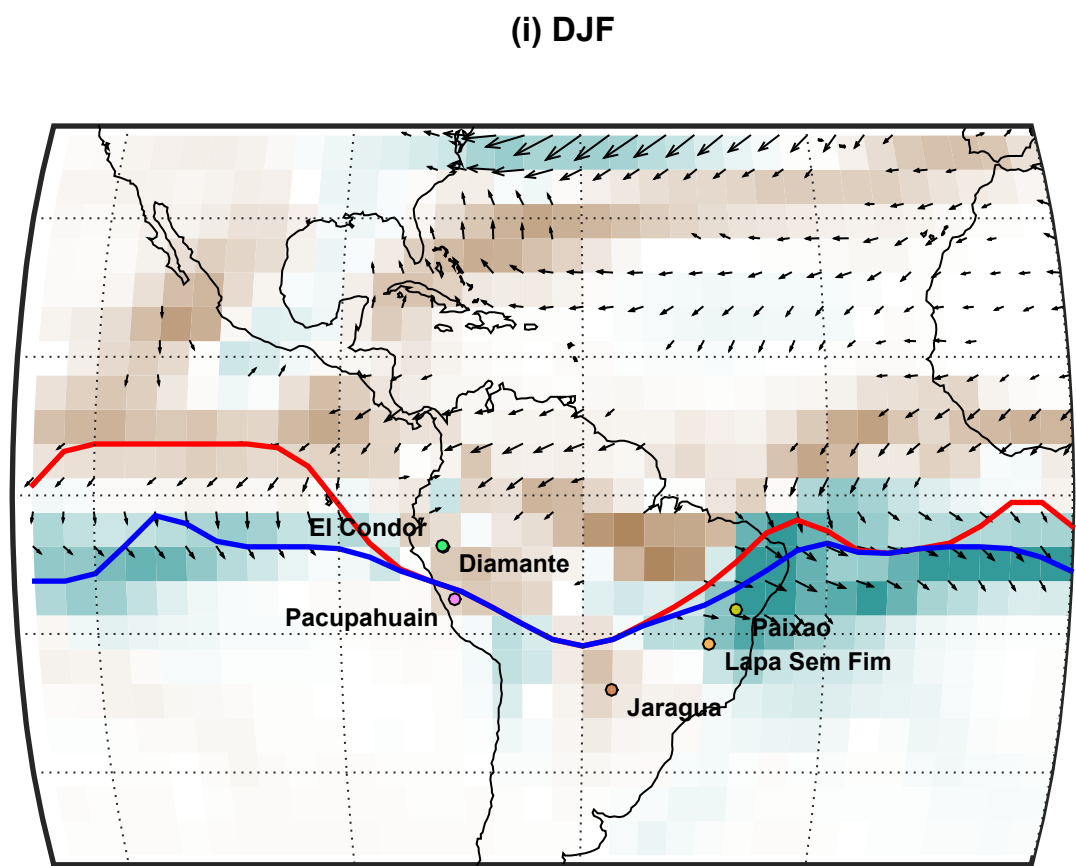 (i) DJF
El Condor
Diamante
Pacupahuain
Paixao
Lapa Sem Fim
Jaragua